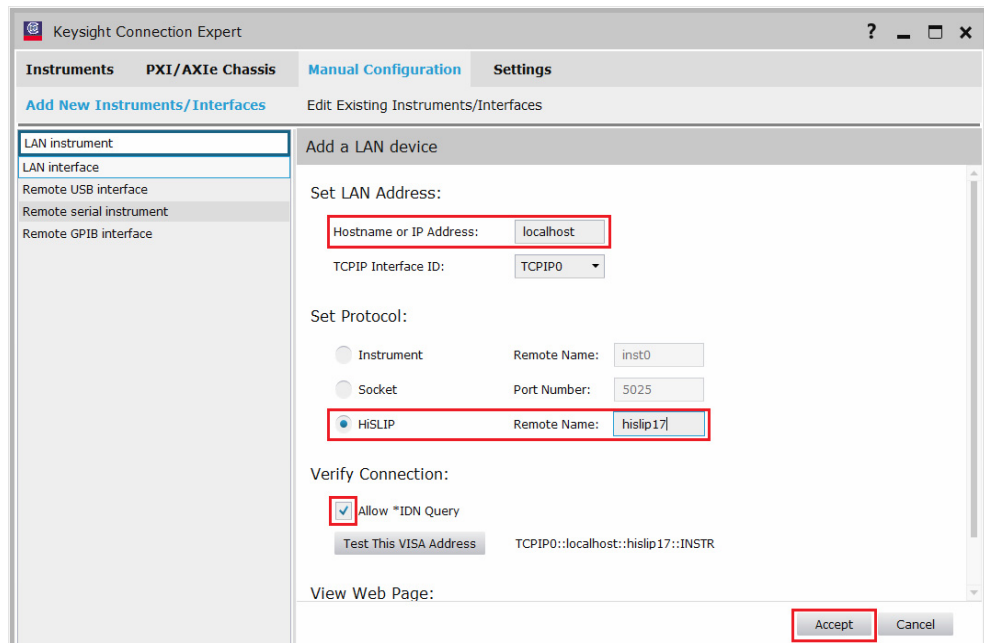 Keysight Connection Expert
Instruments PXI/AXIe Chassis Manual Configuration Settings
Add New Instruments/Interfaces Edit Existing Instruments/Interfaces
LAN instrument
LAN interface
Remote USB interface
Remote serial instrument
Remote GPIB interface
Add a LAN device
Set LAN Address:
Hostname or IP Address: localhost
TCPIP Interface ID: TCPIP0
Set Protocol:
Instrument Remote Name: inst0
Socket Port Number: 5025
HiSLIP Remote Name: hislip17
Verify Connection:
Allow *IDN Query
Test This VISA Address TCPIP0::localhost::hislip17::INSTR
View Web Page:
Accept Cancel